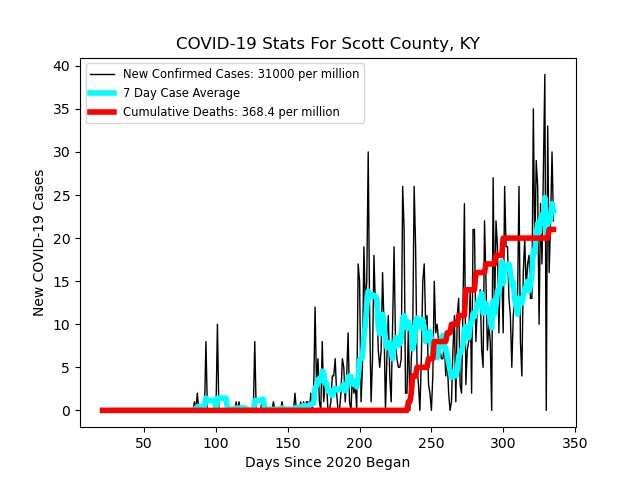 COVID-19 Stats For Scott County, KY
New Confirmed Cases: 31000 per million
7 Day Case Average
Cumulative Deaths: 368.4 per million
New COVID-19 Cases
40
35
30
25
20
15
10
5
0
50 100 150 200 250 300 350
Days Since 2020 Began